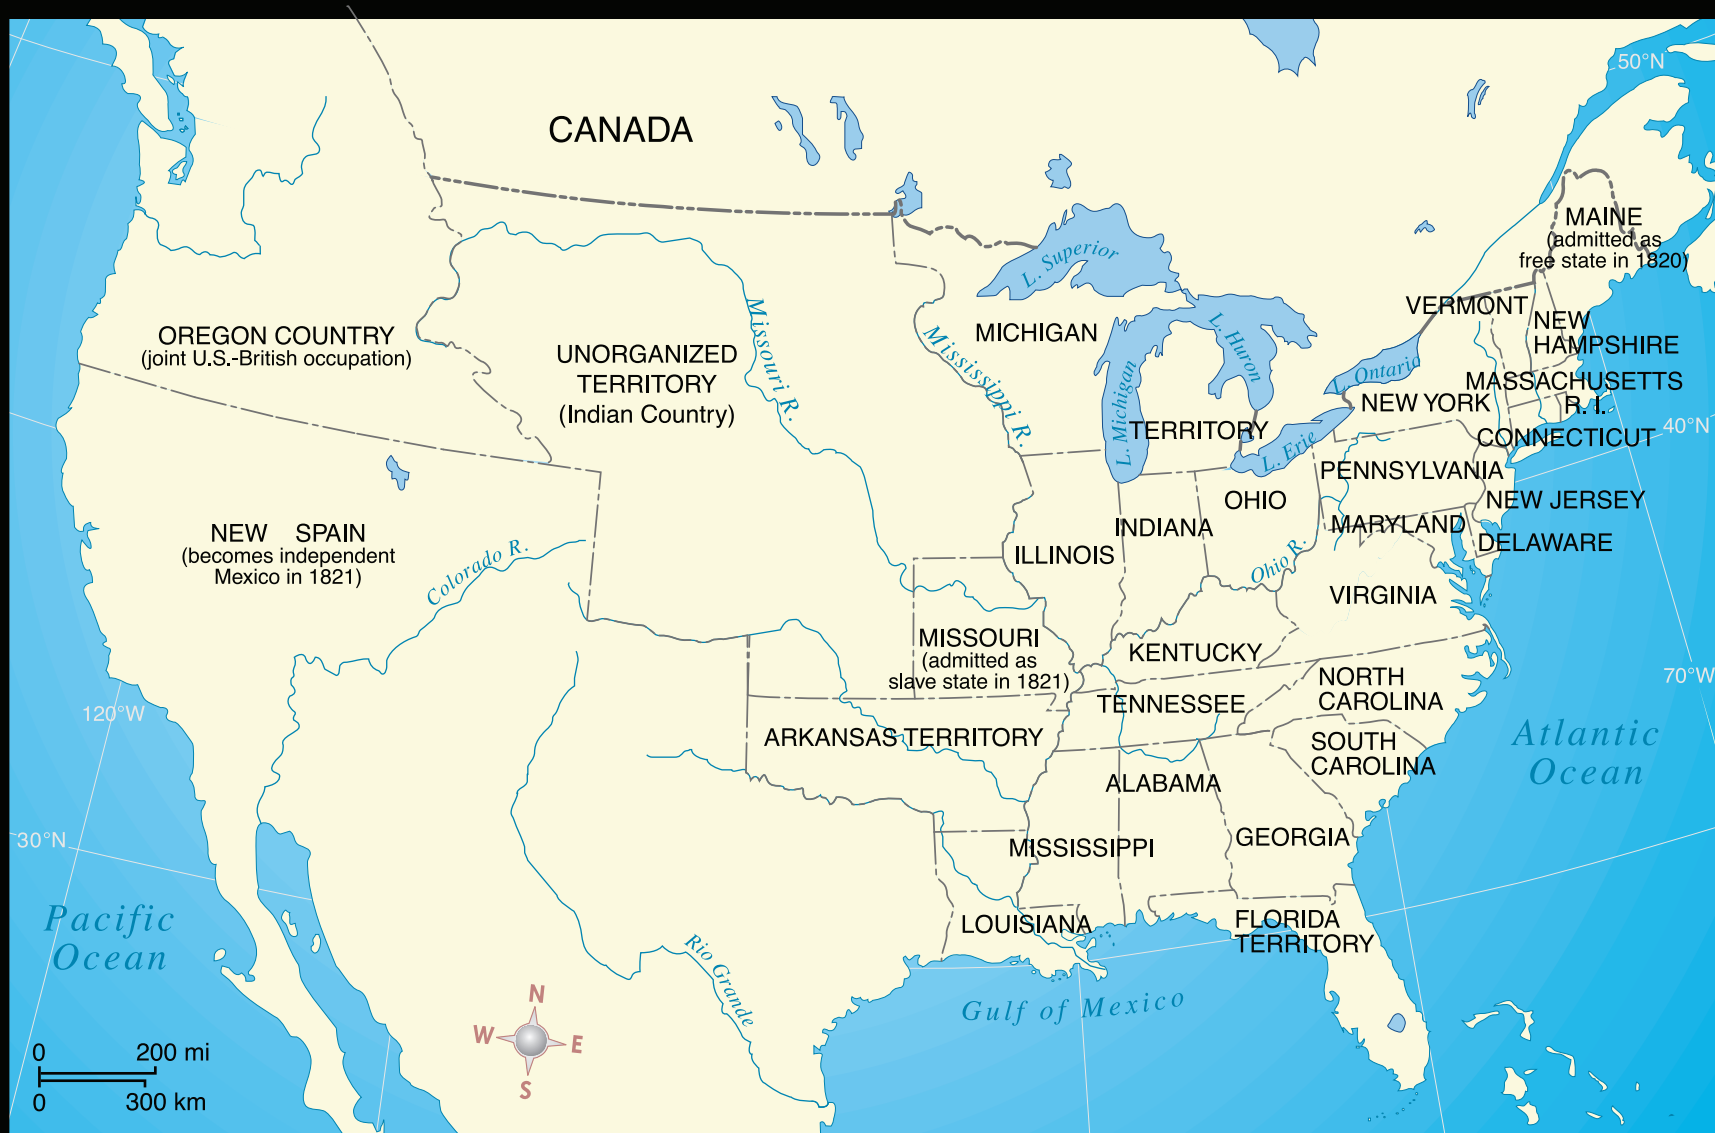 50°N
CANADA
MAINE
(admitted as
free state in 1820)
L. Superior
VERMONT
NEW
HAMPSHIRE
OREGON COUNTRY
(joint U.S.-British occupation)
MICHIGAN
L. Huron
UNORGANIZED
TERRITORY
(Indian Country)
Missouri R.
Mississippi R.
L. Michigan
L. Ontario
MASSACHUSETTS
R. I.
NEW YORK
TERRITORY
40°N
CONNECTICUT
L. Erie
PENNSYLVANIA
OHIO
NEW JERSEY
INDIANA
MARYLAND
DELAWARE
NEW SPAIN
(becomes independent
Mexico in 1821)
Colorado R.
ILLINOIS
Ohio R.
VIRGINIA
MISSOURI
(admitted as
slave state in 1821)
KENTUCKY
70°W
NORTH
CAROLINA
TENNESSEE
120°W
ARKANSAS TERRITORY
SOUTH
CAROLINA
Atlantic
Ocean
ALABAMA
30°N
MISSISSIPPI
GEORGIA
Pacific
Ocean
LOUISIANA
FLORIDA
TERRITORY
Rio Grande
Gulf of Mexico
N
W
E
S
0
200 mi
0
300 km